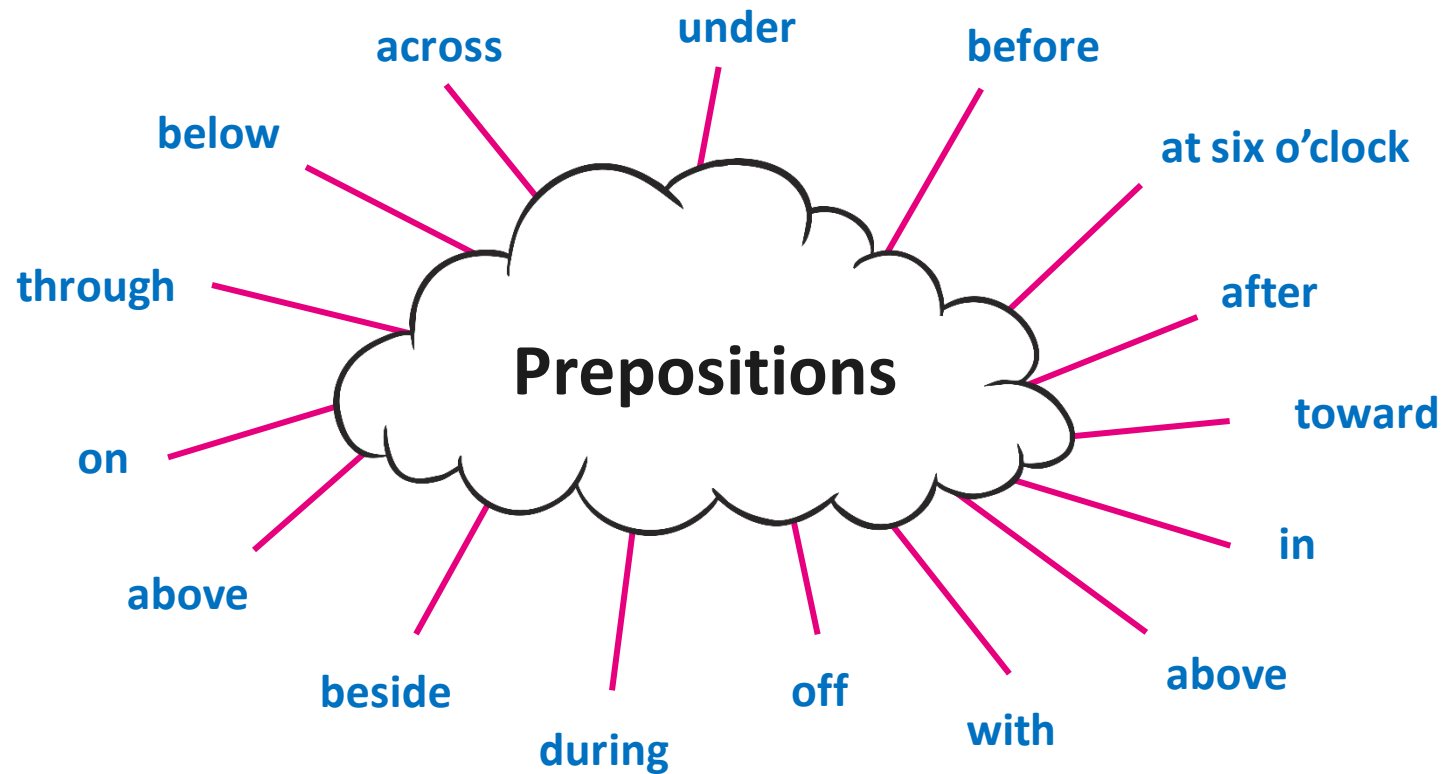 under
across
before
below
at six o’clock
through
after
Prepositions
toward
on
in
above
above
beside
off
with
during